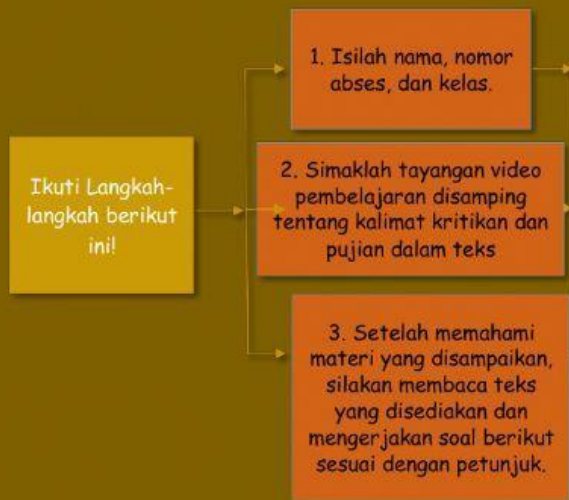 Ikuti Langkah-
langkah berikut
ini!
1. Isilah nama, nomor
abses, dan kelas.
2. Simaklah tayangan video
pembelajaran disamping
tentang kalimat kritikan dan
pujian dalam teks
3. Setelah memahami
materi yang disampaikan,
silakan membaca teks
yang disediakan dan
mengerjakan soal berikut
sesuai dengan petunjuk.